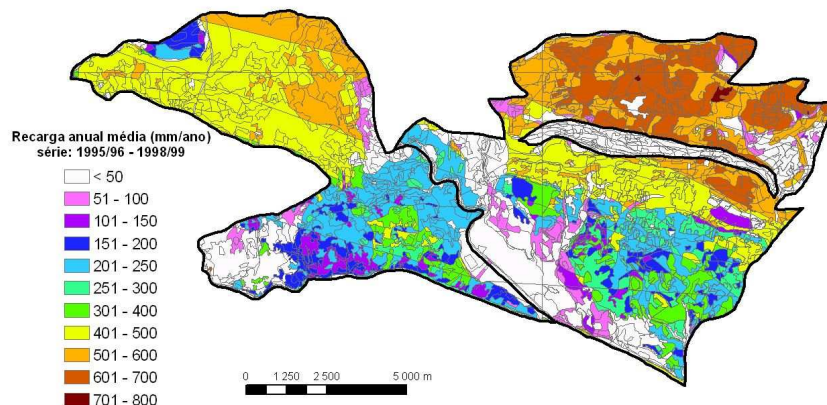 Recarga anual média (mm/ano)
série: 1995/96 - 1998/99
< 50
51 - 100
101 - 150
151 - 200
201 - 250
251 - 300
301 - 400
401 - 500
501 - 600
601 - 700
701 - 800
0 1 250 2 500 5 000 m